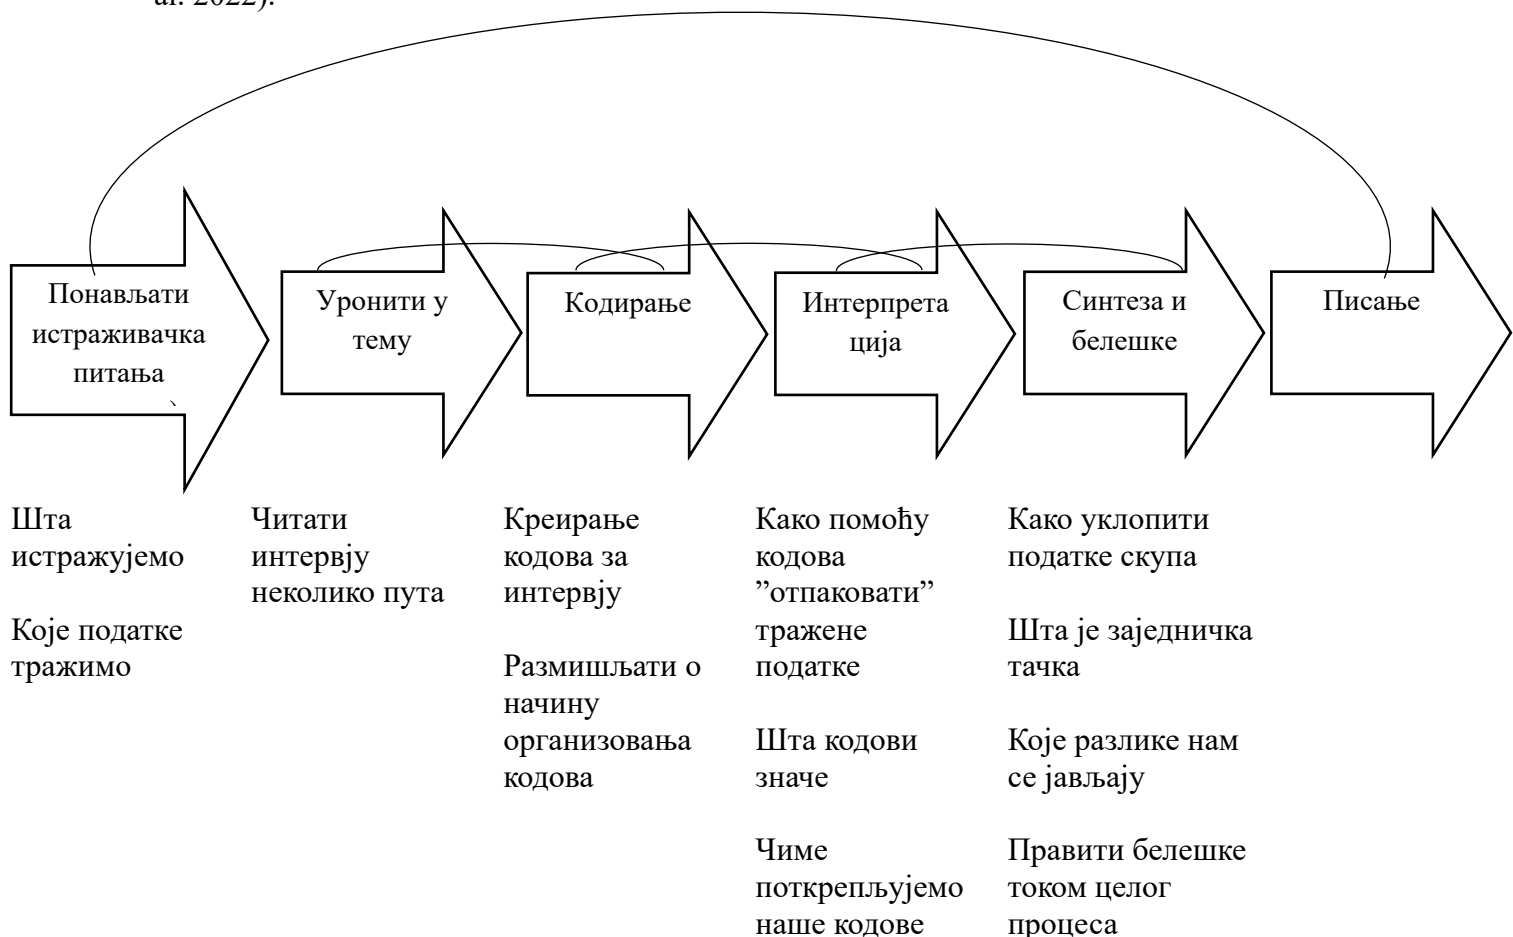 al. 2022).
Понављати
истраживачка
питања
Уронити у
тему
Кодирање
Интерпрета
ција
Синтеза и
белешке
Писање
Шта
истражујемо
Које податке
тражимо
Читати
интервју
неколико пута
Креирање
кодова за
интервју
Размишљати о
начину
организовања
кодова
Како помоћу
кодова
”отпаковати”
тражене
податке
Шта кодови
значе
Чиме
поткрепљујемо
наше кодове
Како уклопити
податке скупа
Шта је заједничка
тачка
Које разлике нам
се јављају
Правити белешке
током целог
процеса